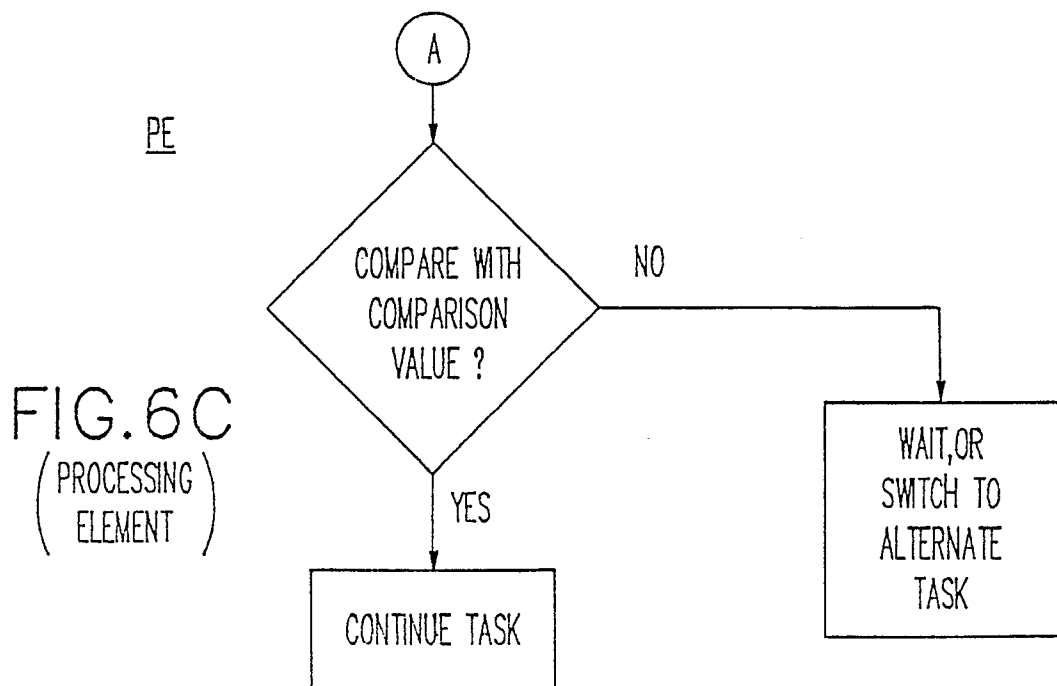 A
PE
COMPARE WITH
COMPARISON
VALUE ?
NO
YES
FIG.6C
(PROCESSING
ELEMENT)
WAIT,OR
SWITCH TO
ALTERNATE
TASK
CONTINUE TASK